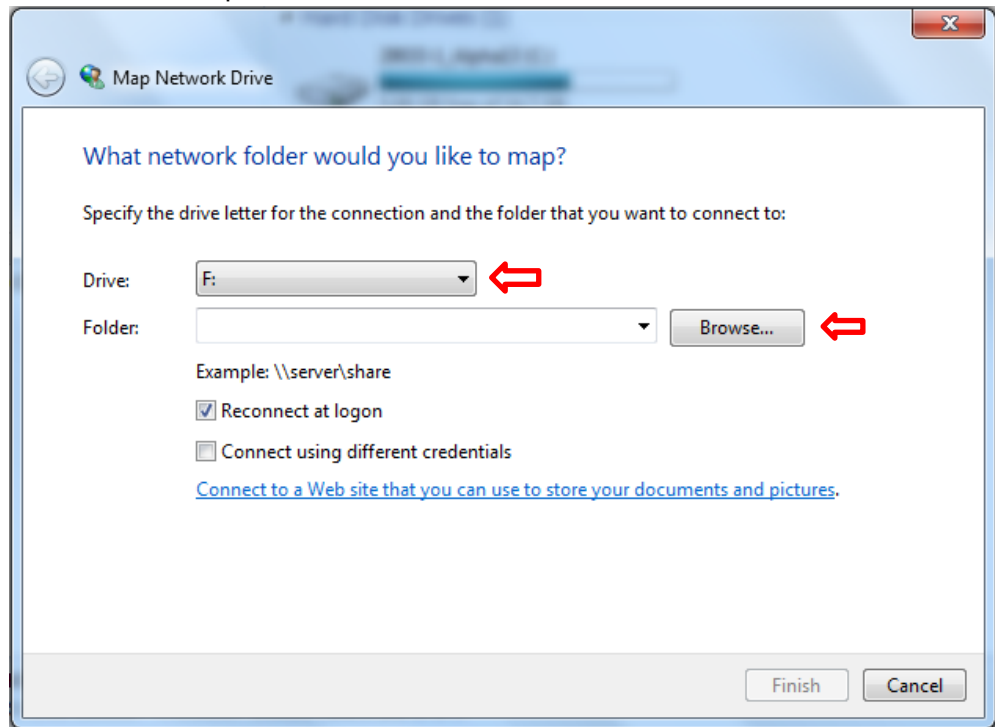 Map Network Drive
What network folder would you like to map?
Specify the drive letter for the connection and the folder that you want to connect to:
Drive: F:
Folder: Browse...
Example: \\server\share
Reconnect at logon
Connect using different credentials
Connect to a Web site that you can use to store your documents and pictures.
Finish Cancel